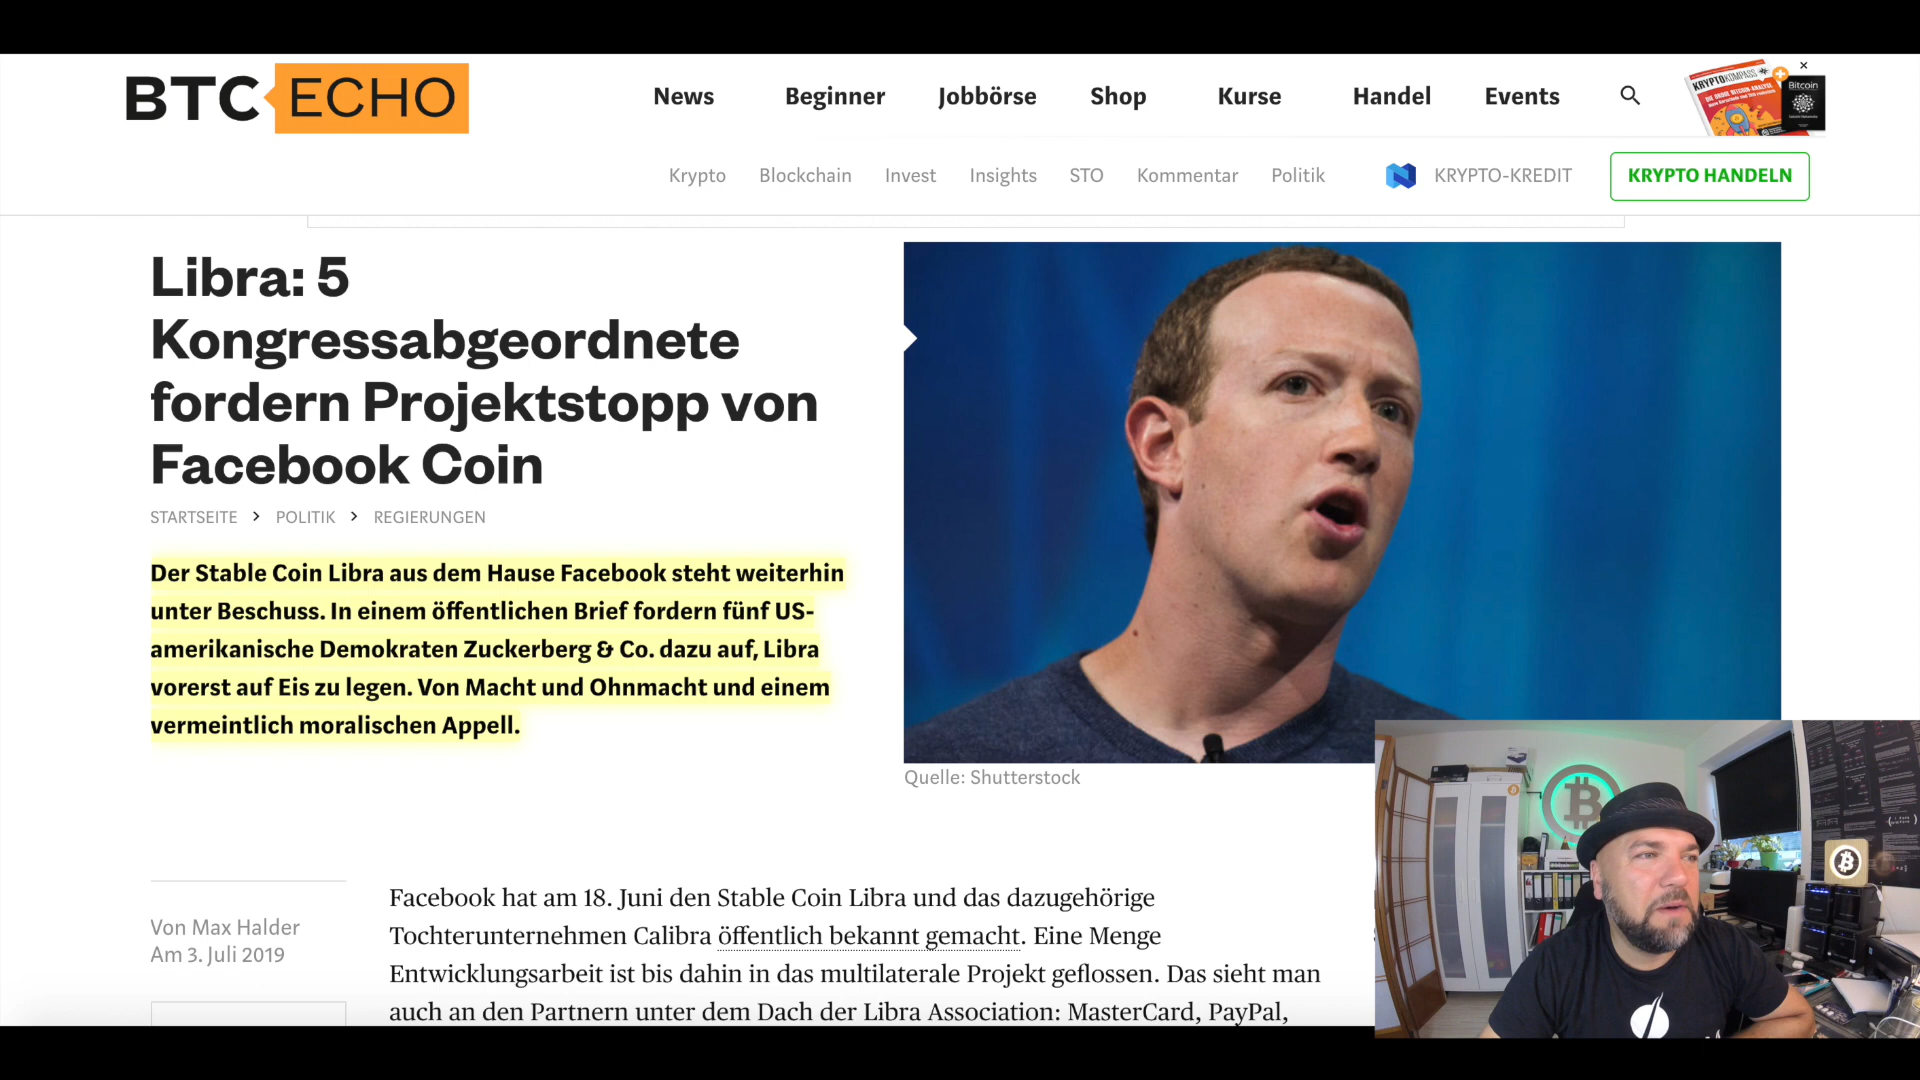 BTC ECHO
News Beginner Jobbörse Shop Kurse Handel Events
KRYPTOKOMPASS
Bitcoin
Krypto Blockchain Invest Insights STO Kommentar Politik KRYPTO-KREDIT KRYPTO HANDELN
Libra: 5
Kongressabgeordnete
fordern Projektstopp von
Facebook Coin
STARTSEITE > POLITIK > REGIERUNGEN
Der Stable Coin Libra aus dem Hause Facebook steht weiterhin
unter Beschuss. In einem öffentlichen Brief fordern fünf US-
amerikanische Demokraten Zuckerberg & Co. dazu auf, Libra
vorerst auf Eis zu legen. Von Macht und Ohnmacht und einem
vermeintlich moralischen Appell.
Quelle: Shutterstock
Von Max Halder
Am 3. Juli 2019
Facebook hat am 18. Juni den Stable Coin Libra und das dazugehörige
Tochterunternehmen Calibra öffentlich bekannt gemacht. Eine Menge
Entwicklungsarbeit ist bis dahin in das multilaterale Projekt geflossen. Das sieht man
auch an den Partnern unter dem Dach der Libra Association: MasterCard, PayPal,